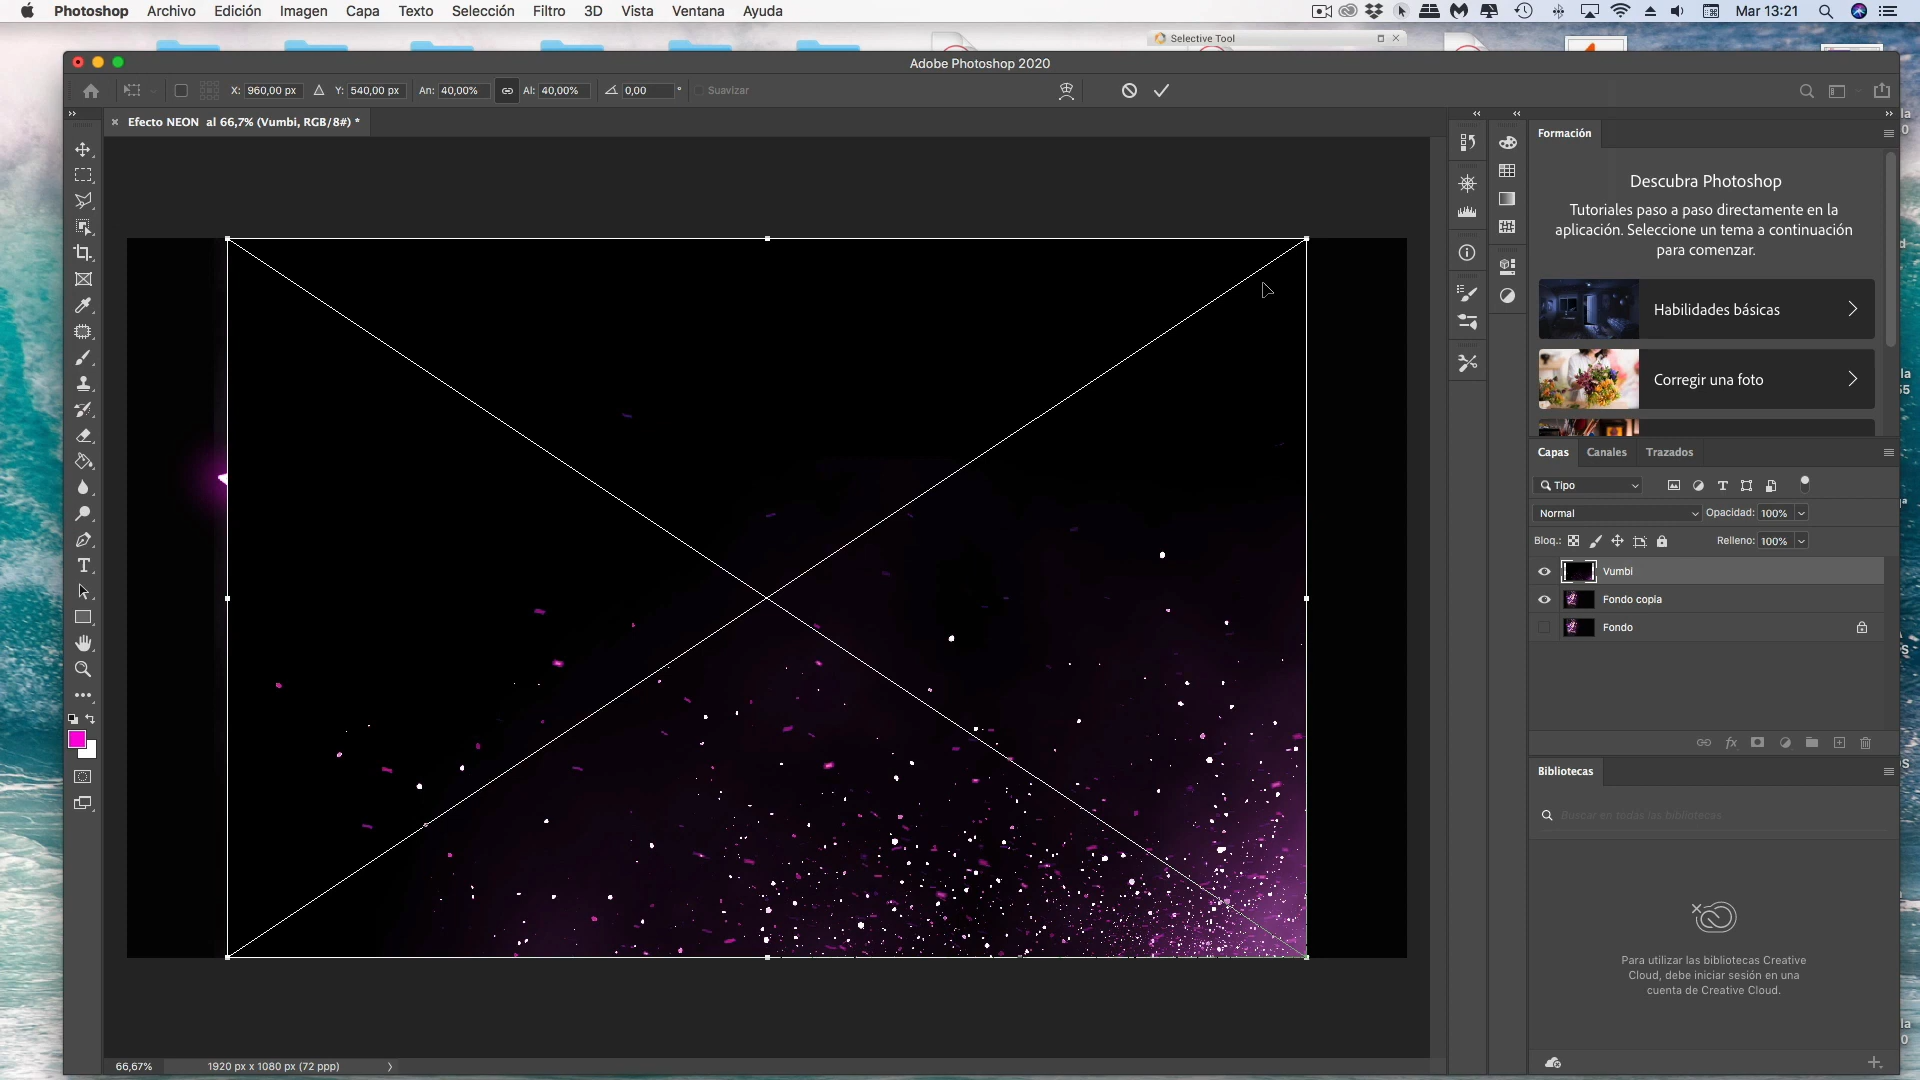 Photoshop Archivo Edición Imagen Capa Texto Selección Filtro 3D Vista Ventana Ayuda Mar 13:21
Selective Tool
Adobe Photoshop 2020
X: 960,00 px Y: 540,00 px An: 40,00% Al: 40,00% 0,00 ° Suavizar
Efecto NEON al 66,7% (Vumbi, RGB/8#) *
Formación
Descubra Photoshop
Tutoriales paso a paso directamente en la
aplicación. Seleccione un tema a continuación
para comenzar.
Habilidades básicas
Corregir una foto
Capas Canales Trazados
Tipo
Normal Opacidad: 100%
Bloq.: Relleno: 100%
Vumbi
Fondo copia
Fondo
Bibliotecas
Buscar en todas las bibliotecas
Para utilizar las bibliotecas Creative
Cloud, debe iniciar sesión en una
cuenta de Creative Cloud.
66,67% 1920 px x 1080 px (72 ppp)